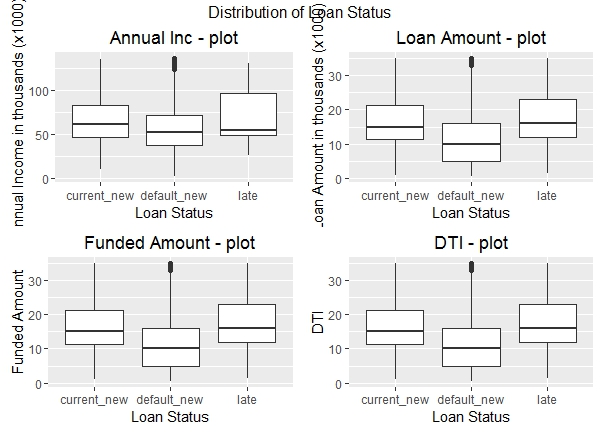 Distribution of Loan Status
Annual Inc - plot
nnual Income in thousands (x1000)
100
50
0
current_new default_new late
Loan Status
Loan Amount - plot
oan Amount in thousands (x1000)
30
20
10
0
current_new default_new late
Loan Status
Funded Amount - plot
Funded Amount
30
20
10
0
current_new default_new late
Loan Status
DTI - plot
DTI
30
20
10
0
current_new default_new late
Loan Status